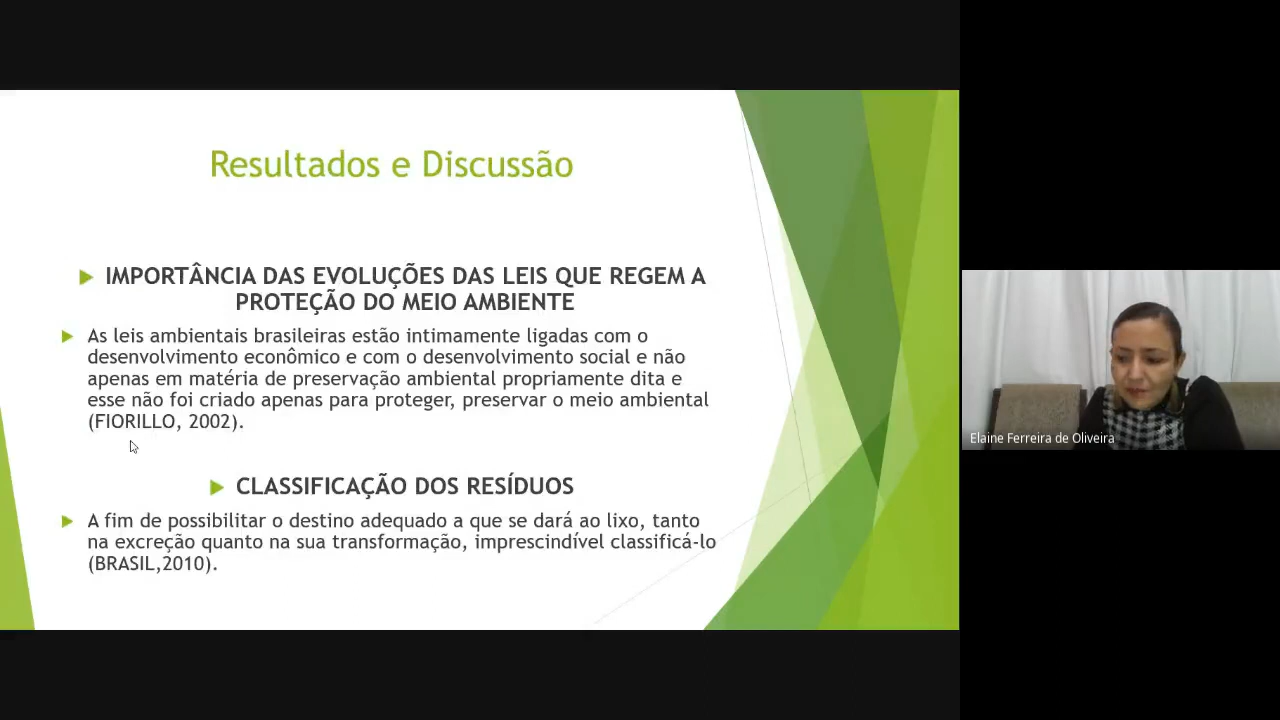 Resultados e Discussão
IMPORTÂNCIA DAS EVOLUÇÕES DAS LEIS QUE REGEM A
PROTEÇÃO DO MEIO AMBIENTE
As leis ambientais brasileiras estão intimamente ligadas com o
desenvolvimento econômico e com o desenvolvimento social e não
apenas em matéria de preservação ambiental propriamente dita e
esse não foi criado apenas para proteger, preservar o meio ambiental
(FIORILLO, 2002).
CLASSIFICAÇÃO DOS RESÍDUOS
A fim de possibilitar o destino adequado a que se dará ao lixo, tanto
na excreção quanto na sua transformação, imprescindível classificá-lo
(BRASIL,2010).
Elaine Ferreira de Oliveira